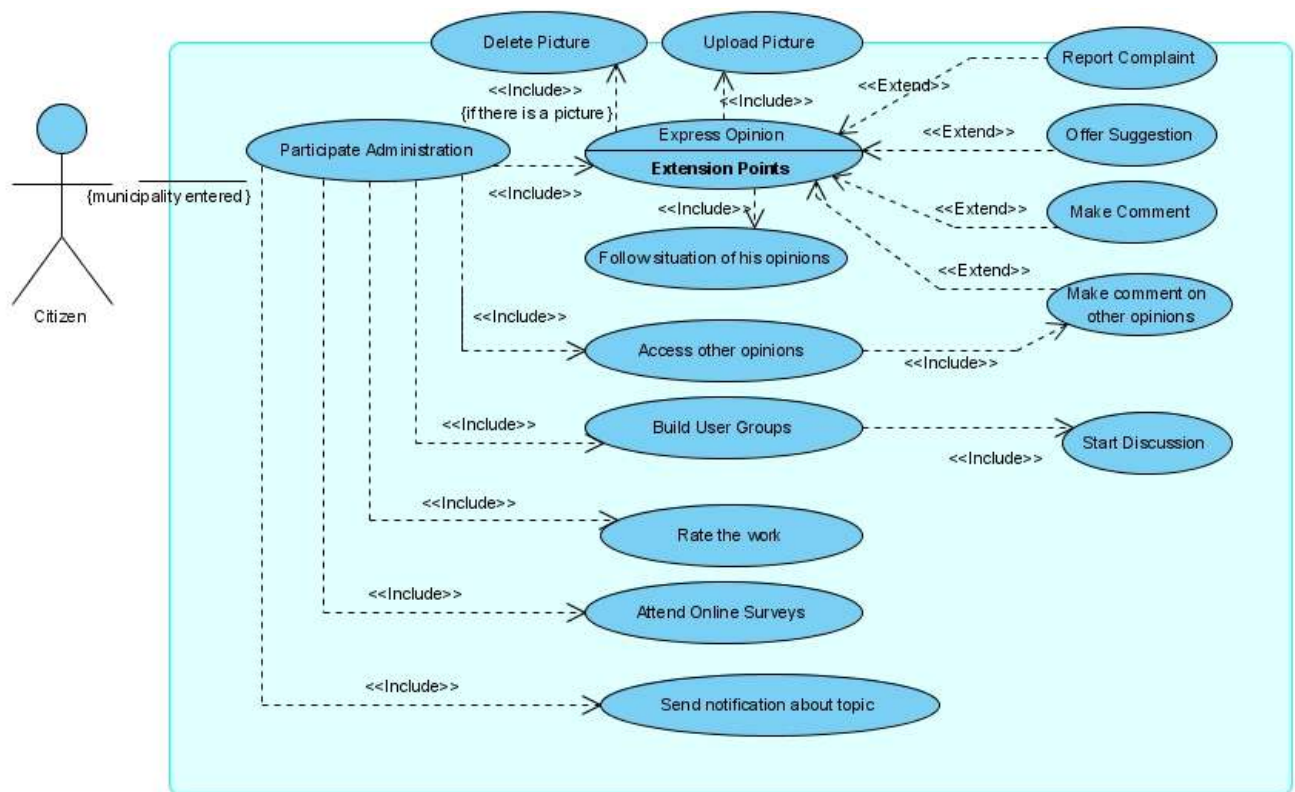 Delete Picture
Upload Picture
Report Complaint
<<Include>>
{if there is a picture}
<<Include>>
<<Extend>>
Express Opinion
Extension Points
<<Extend>>
Offer Suggestion
Participate Administration
<<Include>>
{municipality entered}
<<Include>>
<<Extend>>
Make Comment
Follow situation of his opinions
<<Extend>>
Make comment on
other opinions
Citizen
<<Include>>
Access other opinions
<<Include>>
<<Include>>
Build User Groups
<<Include>>
Start Discussion
<<Include>>
Rate the work
<<Include>>
Attend Online Surveys
<<Include>>
Send notification about topic